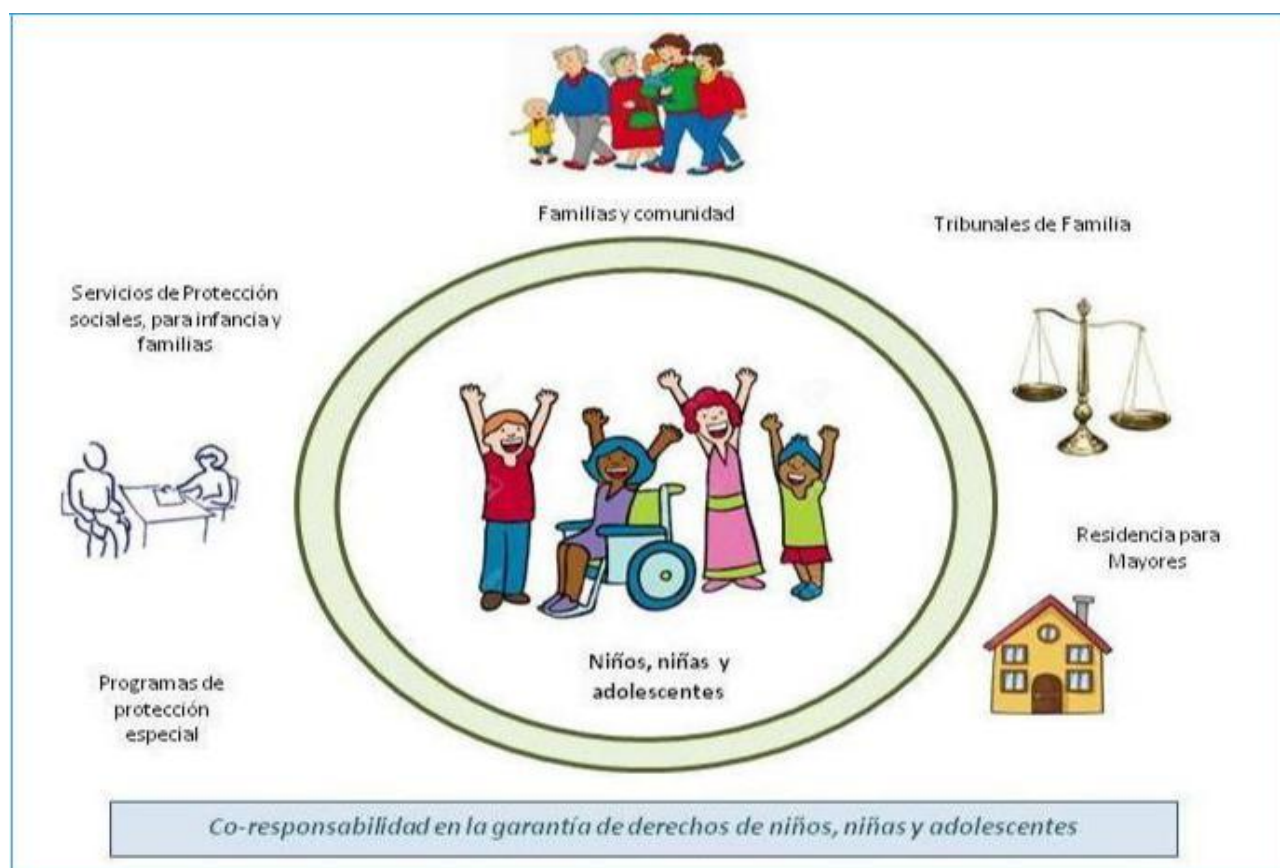 Familias y comunidad
Tribunales de Familia
Servicios de Protección
sociales, para infancia y
familias
Residencia para
Mayores
Niños, niñas y
adolescentes
Programas de
protección
especial
Co-responsabilidad en la garantía de derechos de niños, niñas y adolescentes